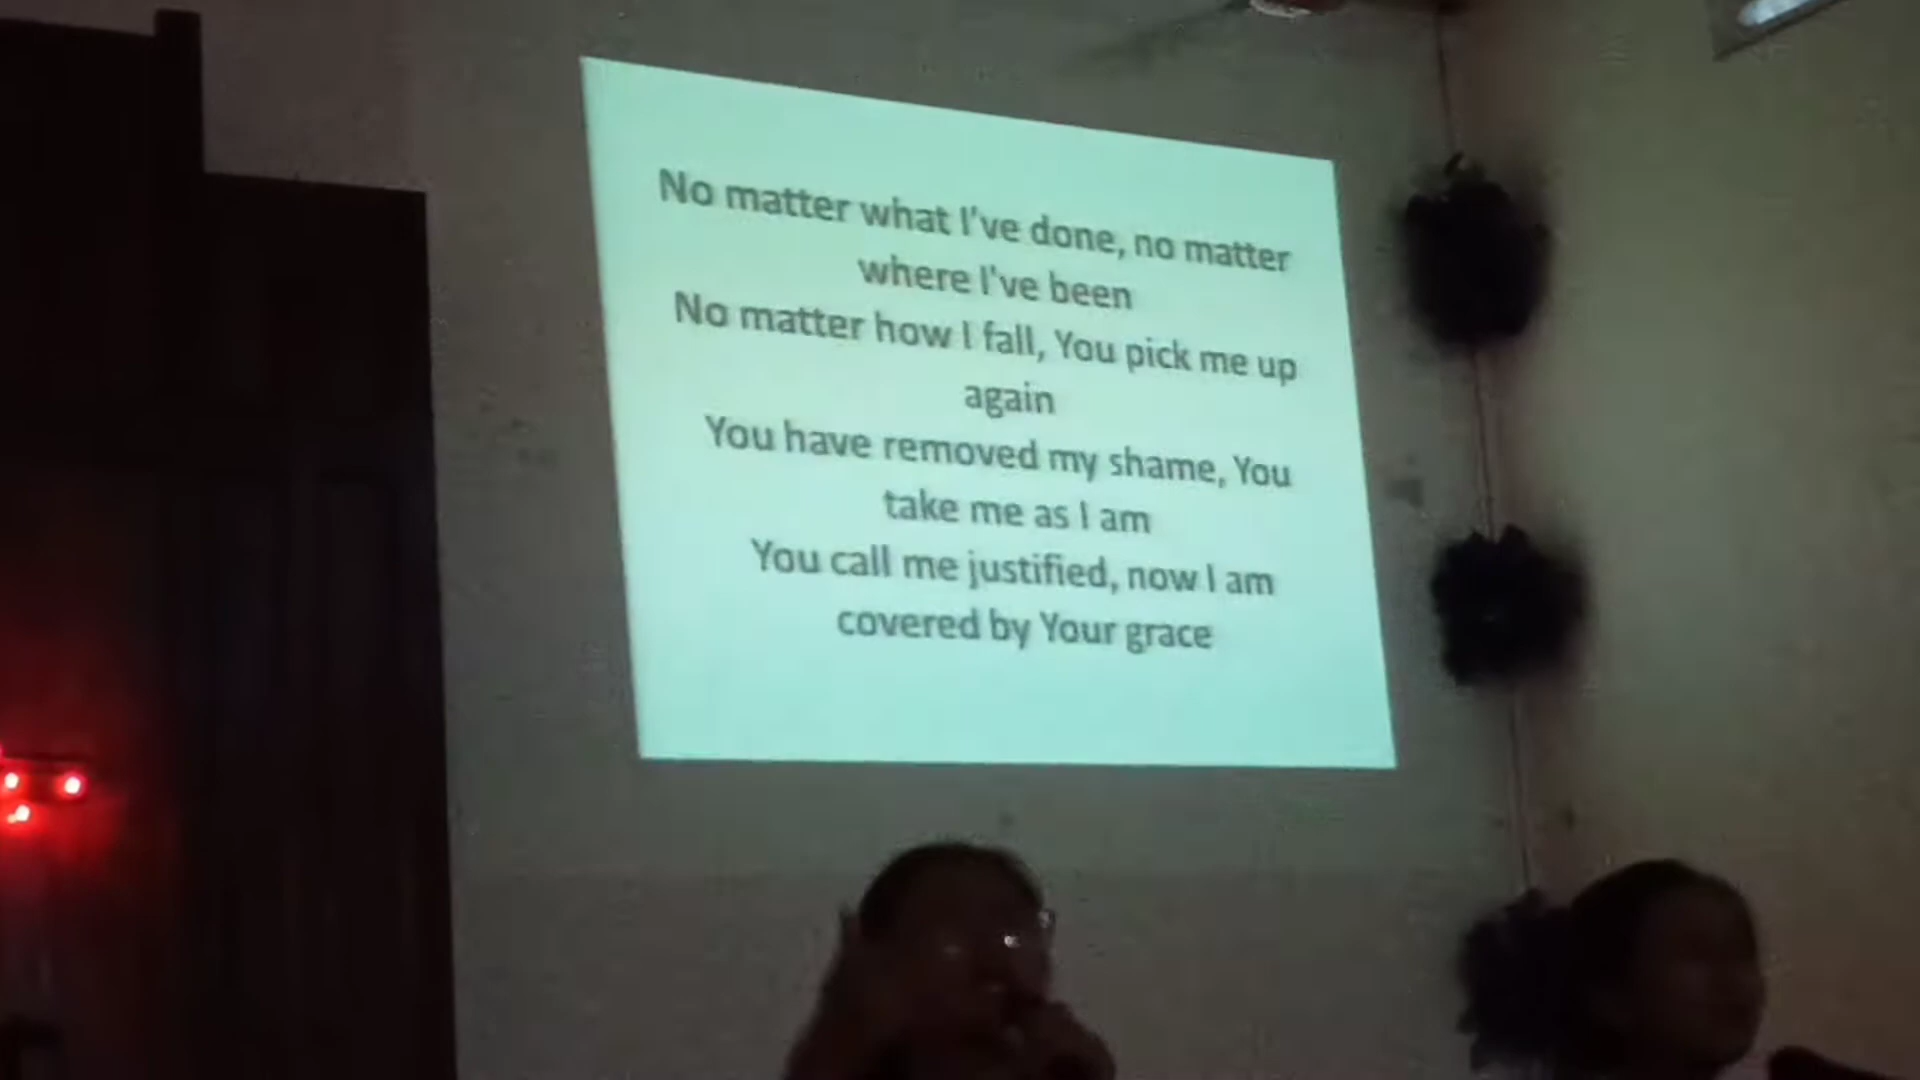 No matter what I've done, no matter
where I've been
No matter how I fall, You pick me up
again
You have removed my shame, You
take me as I am
You call me justified, now I am
covered by Your grace